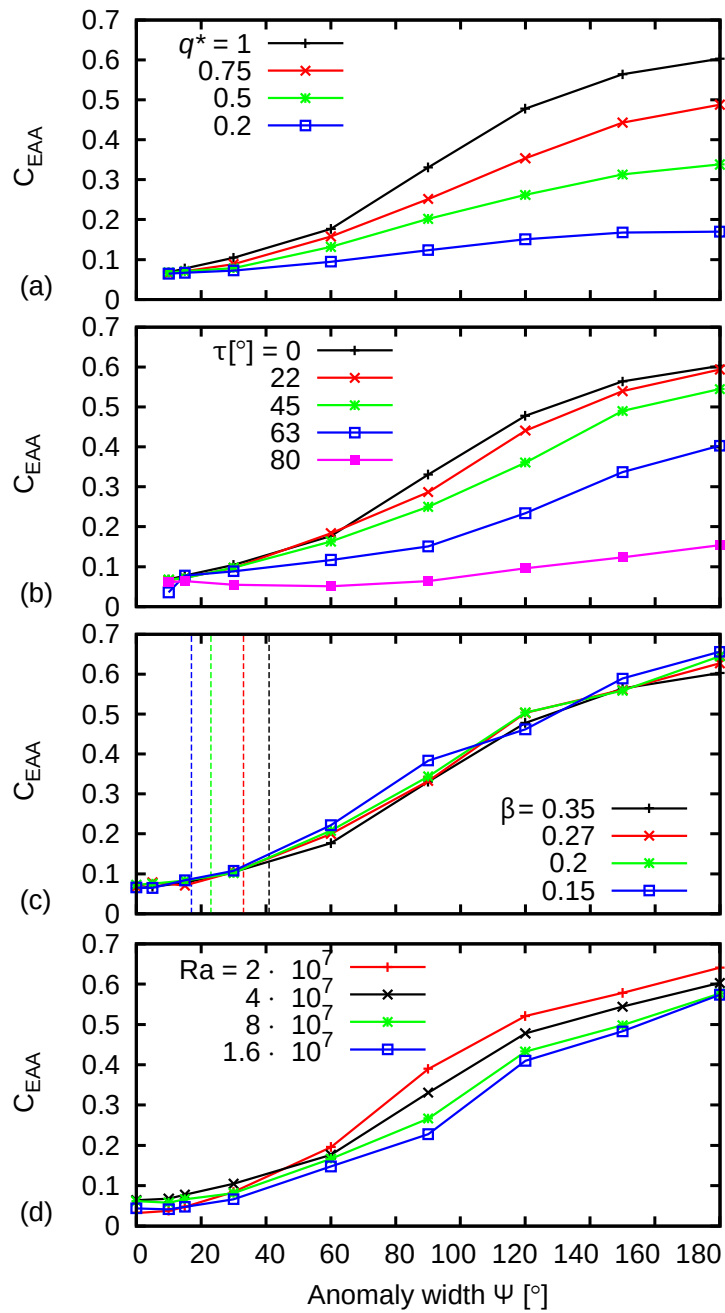 0.7
0.6
0.5
0.4
0.3
0.2
0.1
0
C_EAA
(a)
q* = 1
0.75
0.5
0.2
0.7
0.6
0.5
0.4
0.3
0.2
0.1
0
C_EAA
(b)
τ[°] = 0
22
45
63
80
0.7
0.6
0.5
0.4
0.3
0.2
0.1
0
C_EAA
(c)
β = 0.35
0.27
0.2
0.15
0.7
0.6
0.5
0.4
0.3
0.2
0.1
0
C_EAA
(d)
Ra = 2 · 10^7
4 · 10^7
8 · 10^7
1.6 · 10^7
0 20 40 60 80 100 120 140 160 180
Anomaly width Ψ [°]